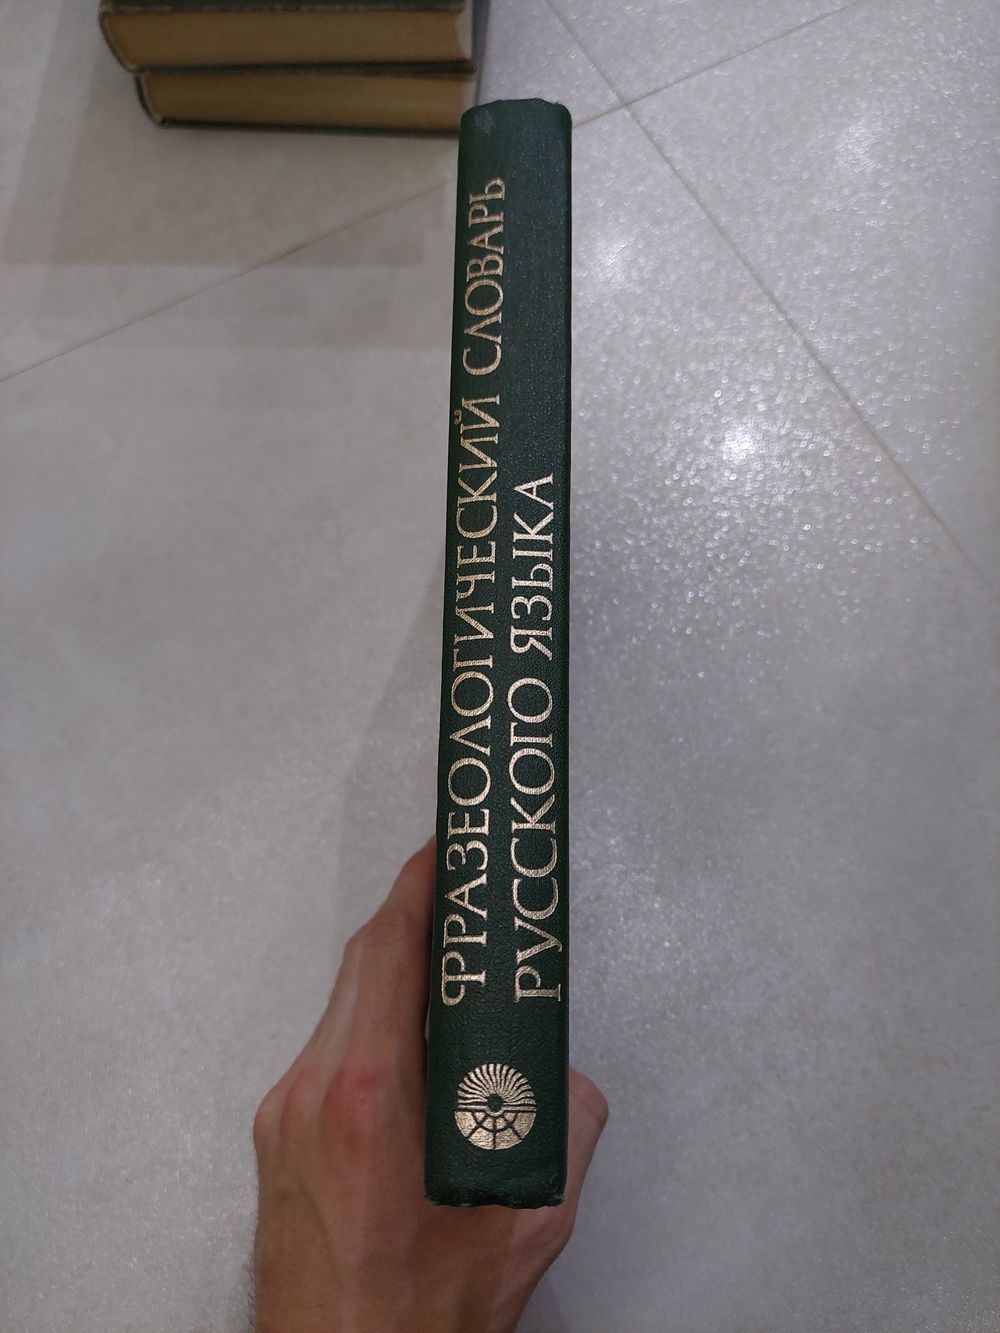 ФРАЗЕОЛОГИЧЕСКИЙ СЛОВАРЬ
РУССКОГО ЯЗЫКА